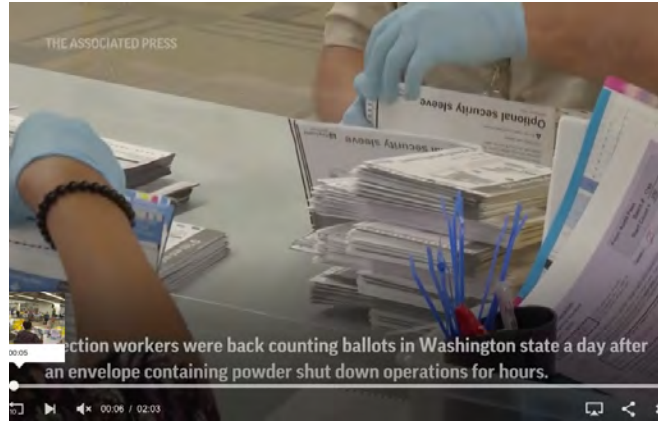 THE ASSOCIATED PRESS
Optional security sleeve
al security sleeve
ection workers were back counting ballots in Washington state a day after
an envelope containing powder shut down operations for hours.
00:05
00:06 / 02:03